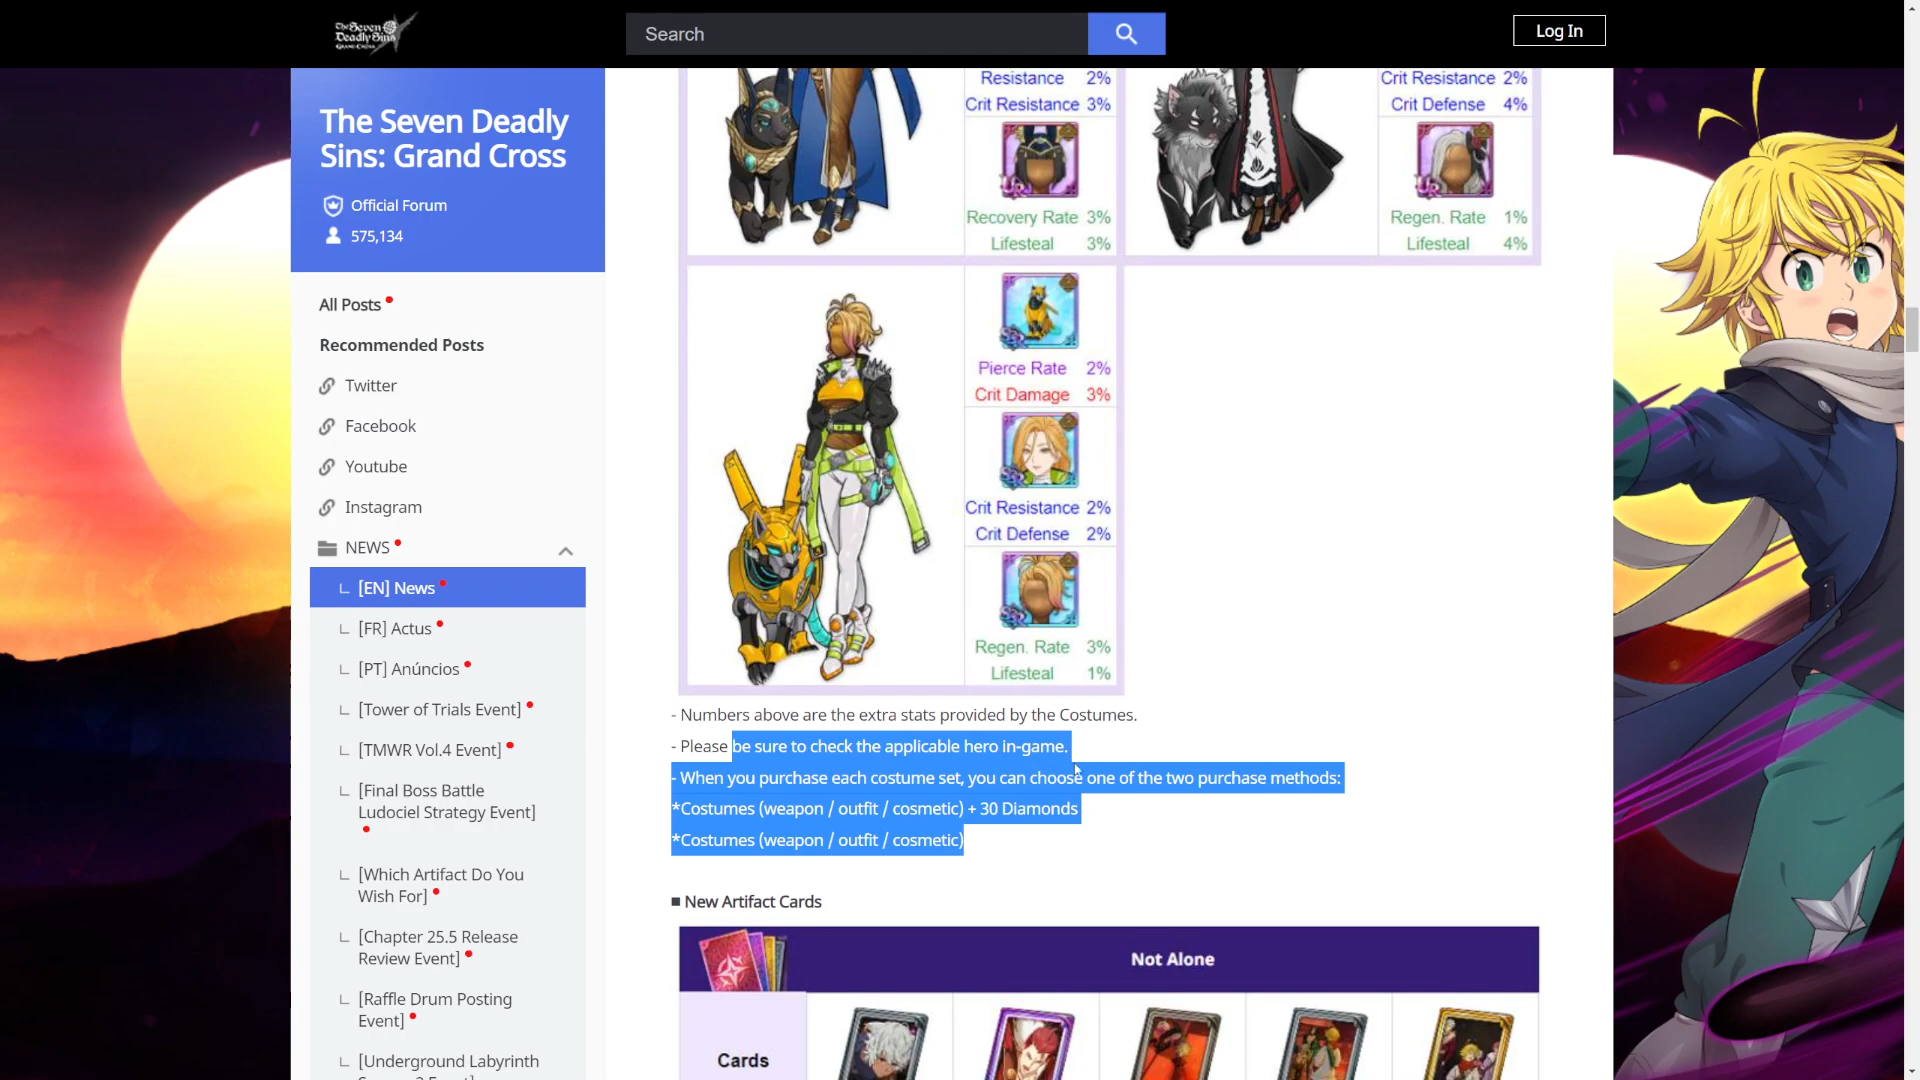 The Seven
Deadly Sins
GRAND CROSS
Search
Log In
The Seven Deadly
Sins: Grand Cross
Official Forum
575,134
All Posts
Recommended Posts
Twitter
Facebook
Youtube
Instagram
NEWS
[EN] News
[FR] Actus
[PT] Anúncios
[Tower of Trials Event]
[TMWR Vol.4 Event]
[Final Boss Battle
Ludociel Strategy Event]
[Which Artifact Do You
Wish For]
[Chapter 25.5 Release
Review Event]
[Raffle Drum Posting
Event]
[Underground Labyrinth
Resistance 2%
Crit Resistance 3%
UR
Recovery Rate 3%
Lifesteal 3%
Crit Resistance 2%
Crit Defense 4%
UR
Regen. Rate 1%
Lifesteal 4%
SSR
Pierce Rate 2%
Crit Damage 3%
SSR
Crit Resistance 2%
Crit Defense 2%
SSR
Regen. Rate 3%
Lifesteal 1%
- Numbers above are the extra stats provided by the Costumes.
- Please be sure to check the applicable hero in-game.
- When you purchase each costume set, you can choose one of the two purchase methods:
*Costumes (weapon / outfit / cosmetic) + 30 Diamonds
*Costumes (weapon / outfit / cosmetic)
■ New Artifact Cards
Not Alone
Cards